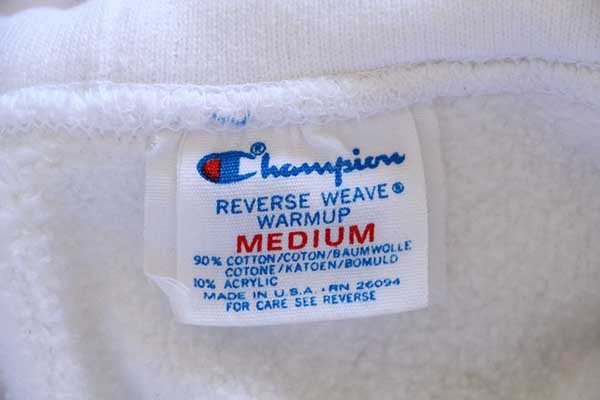 Champion®
REVERSE WEAVE®
WARMUP
MEDIUM
90% COTTON/COTON/BAUMWOLLE
COTONE/KATOEN/BOMULD
10% ACRYLIC
MADE IN U.S.A. • RN 26094
FOR CARE SEE REVERSE